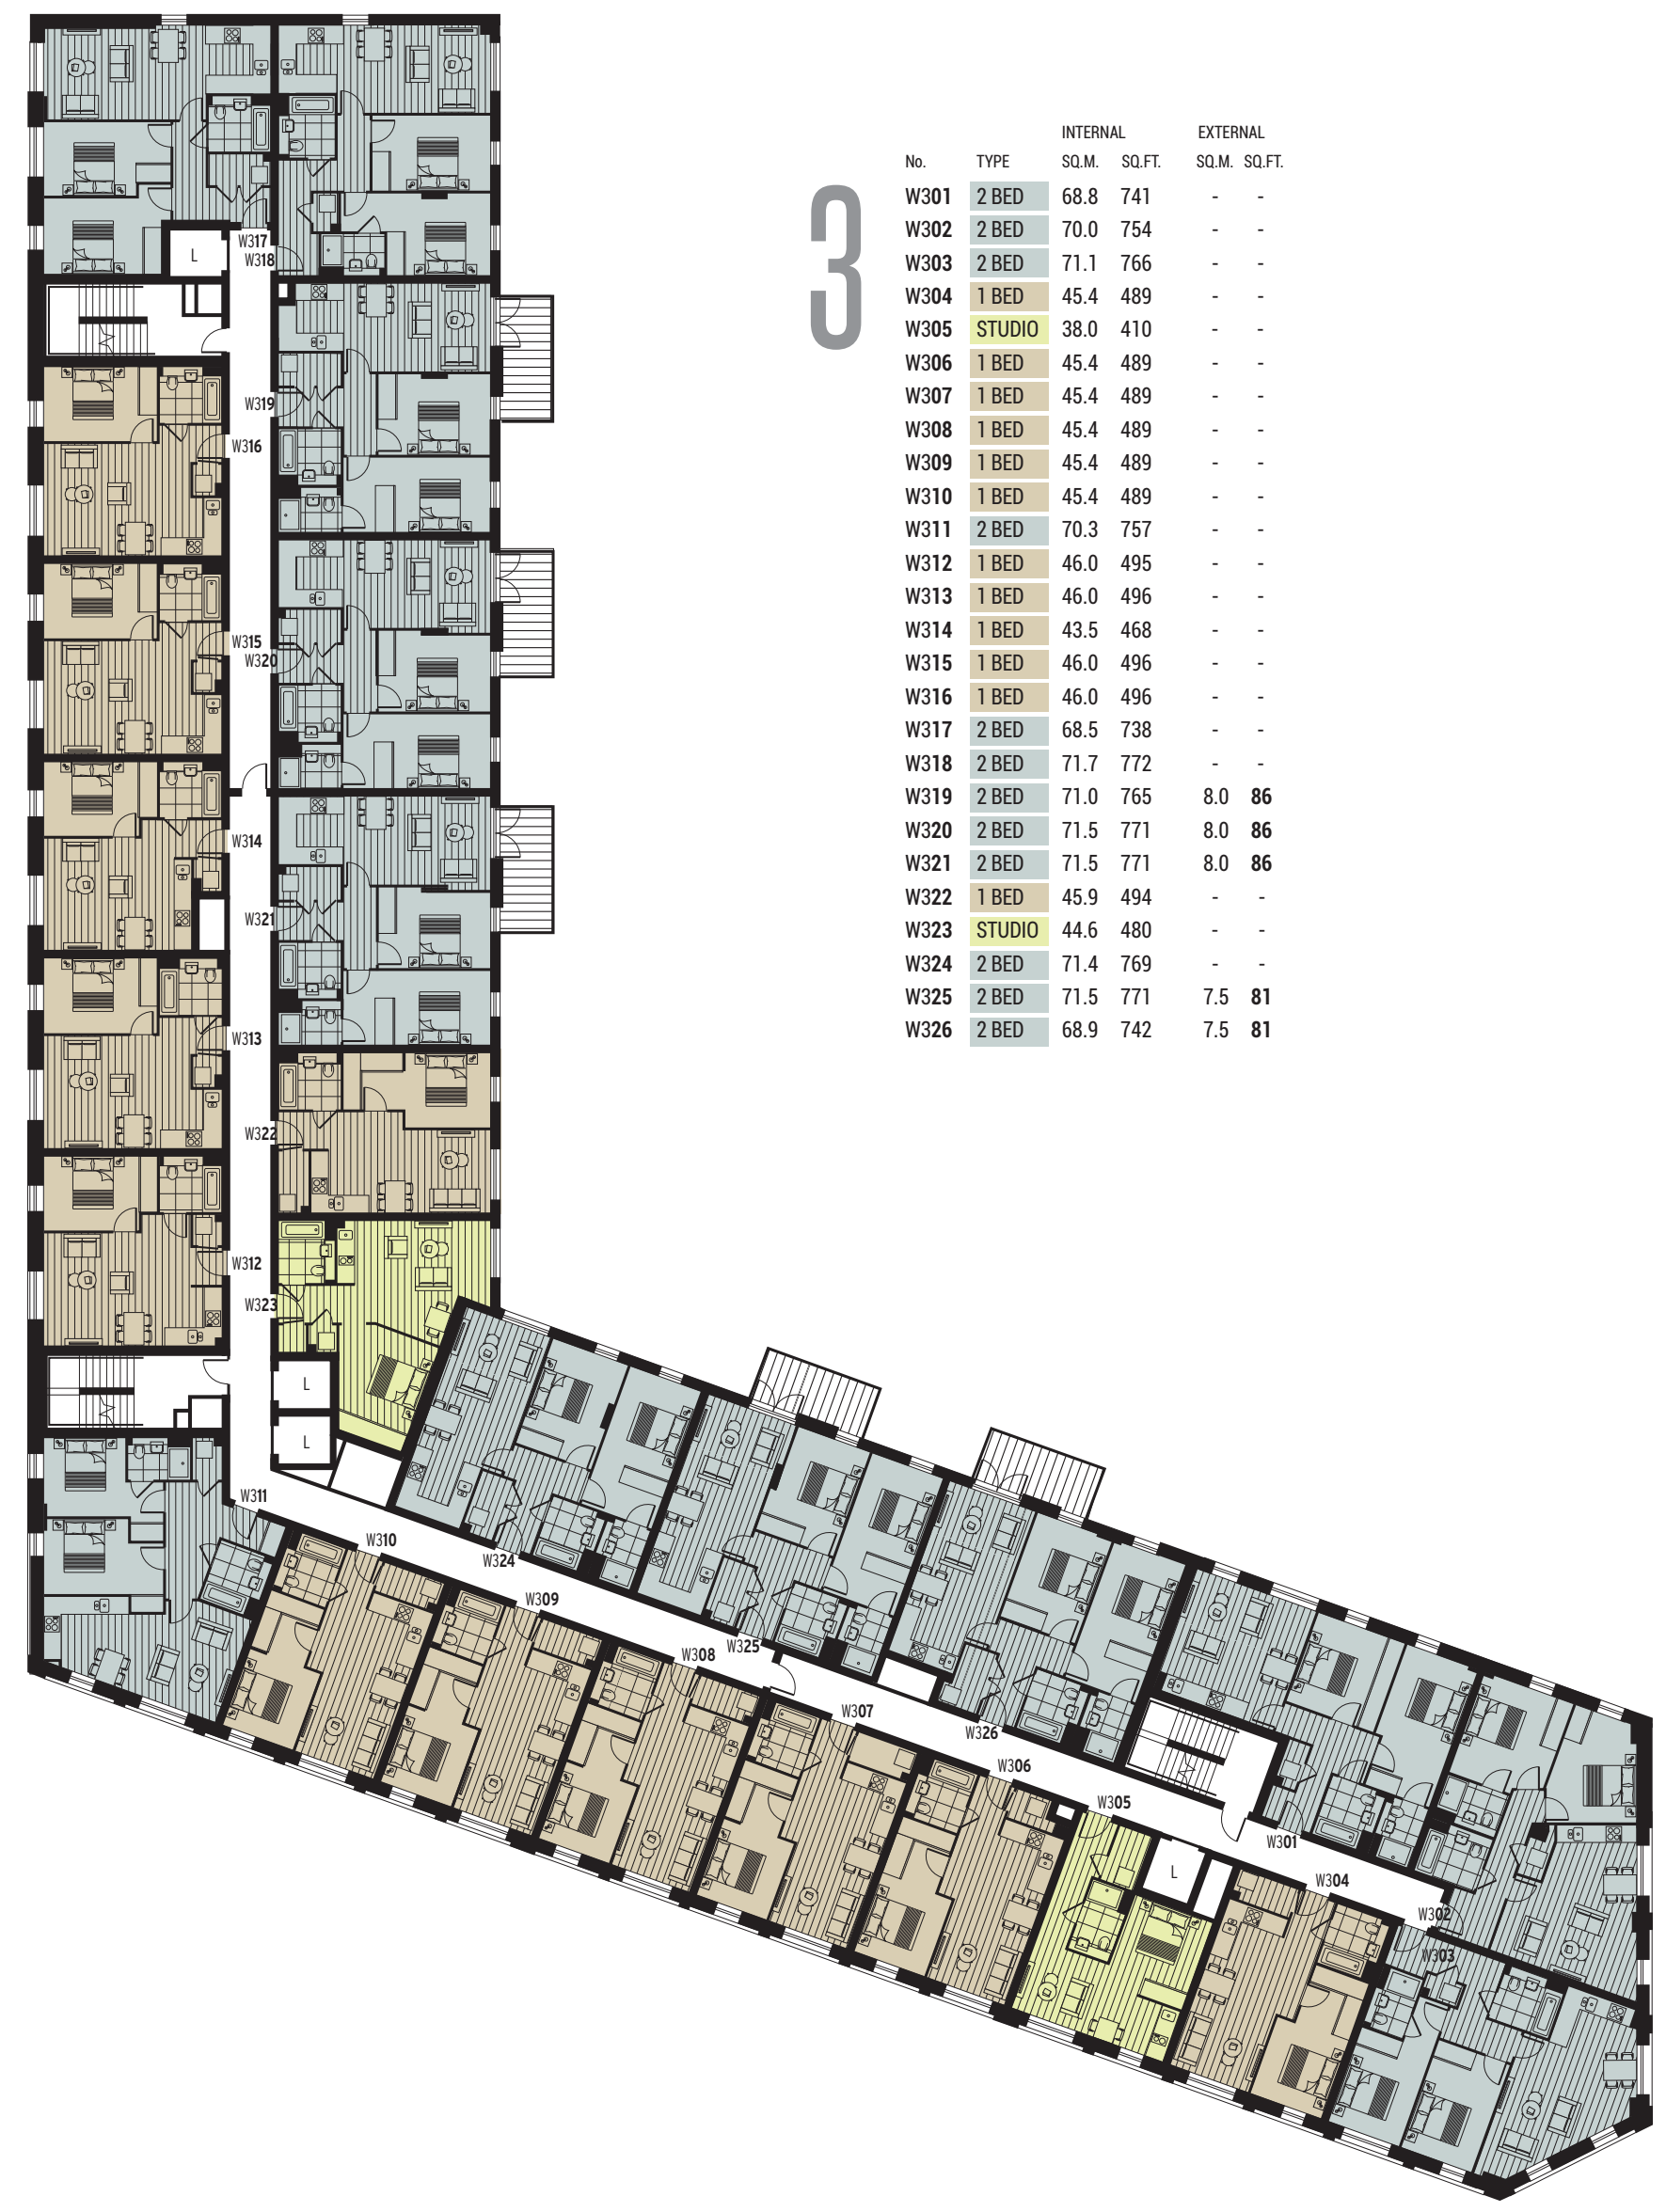 INTERNAL EXTERNAL
No. TYPE SQ.M. SQ.FT. SQ.M. SQ.FT.
3
W301 2 BED 68.8 741 - -
W302 2 BED 70.0 754 - -
W303 2 BED 71.1 766 - -
W304 1 BED 45.4 489 - -
W305 STUDIO 38.0 410 - -
W306 1 BED 45.4 489 - -
W307 1 BED 45.4 489 - -
W308 1 BED 45.4 489 - -
W309 1 BED 45.4 489 - -
W310 1 BED 45.4 489 - -
W311 2 BED 70.3 757 - -
W312 1 BED 46.0 495 - -
W313 1 BED 46.0 496 - -
W314 1 BED 43.5 468 - -
W315 1 BED 46.0 496 - -
W316 1 BED 46.0 496 - -
W317 2 BED 68.5 738 - -
W318 2 BED 71.7 772 - -
W319 2 BED 71.0 765 8.0 86
W320 2 BED 71.5 771 8.0 86
W321 2 BED 71.5 771 8.0 86
W322 1 BED 45.9 494 - -
W323 STUDIO 44.6 480 - -
W324 2 BED 71.4 769 - -
W325 2 BED 71.5 771 7.5 81
W326 2 BED 68.9 742 7.5 81
W317
L
W318
W319
W316
W315
W320
W314
W321
W313
W322
W312
W323
L
L
W311
W310
W324
W309
W325
W308
W307
W326
W306
W305
W301
L
W304
W302
W303